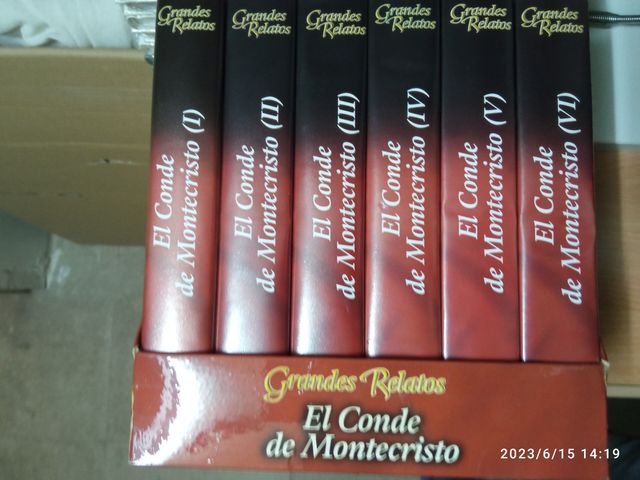 Grandes
Relatos
El Conde
de Montecristo (I)
Grandes
Relatos
El Conde
de Montecristo (II)
Grandes
Relatos
El Conde
de Montecristo (III)
Grandes
Relatos
El Conde
de Montecristo (IV)
Grandes
Relatos
El Conde
de Montecristo (V)
Grandes
Relatos
El Conde
de Montecristo (VI)
Grandes Relatos
El Conde
de Montecristo
2023/6/15 14:19